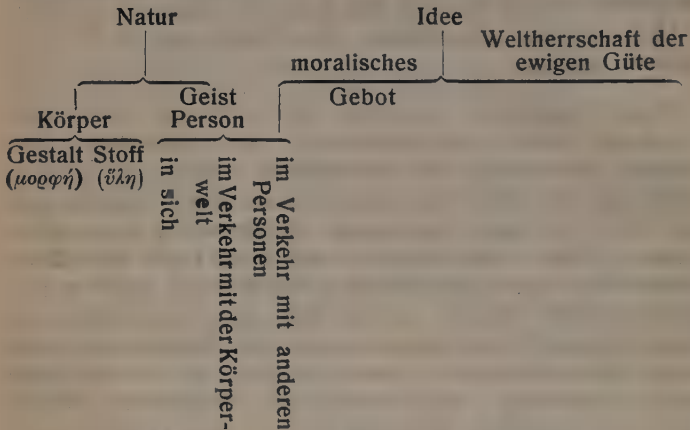 Natur
Idee
moralisches
Weltherrschaft der
ewigen Güte
Gebot
Geist
Person
Körper
Gestalt Stoff
(μορφή) (ὕλη)
in sich
im Verkehr mit der Körper-
welt
im Verkehr mit anderen
Personen